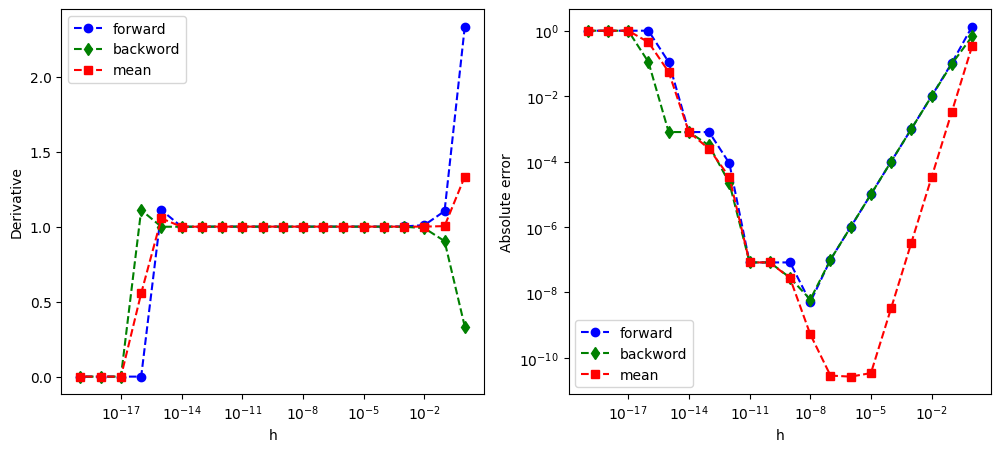 forward
backword
mean
Derivative
2.0
1.5
1.0
0.5
0.0
10⁻¹⁷ 10⁻¹⁴ 10⁻¹¹ 10⁻⁸ 10⁻⁵ 10⁻²
h
Absolute error
10⁰
10⁻²
10⁻⁴
10⁻⁶
10⁻⁸
10⁻¹⁰
forward
backword
mean
10⁻¹⁷ 10⁻¹⁴ 10⁻¹¹ 10⁻⁸ 10⁻⁵ 10⁻²
h